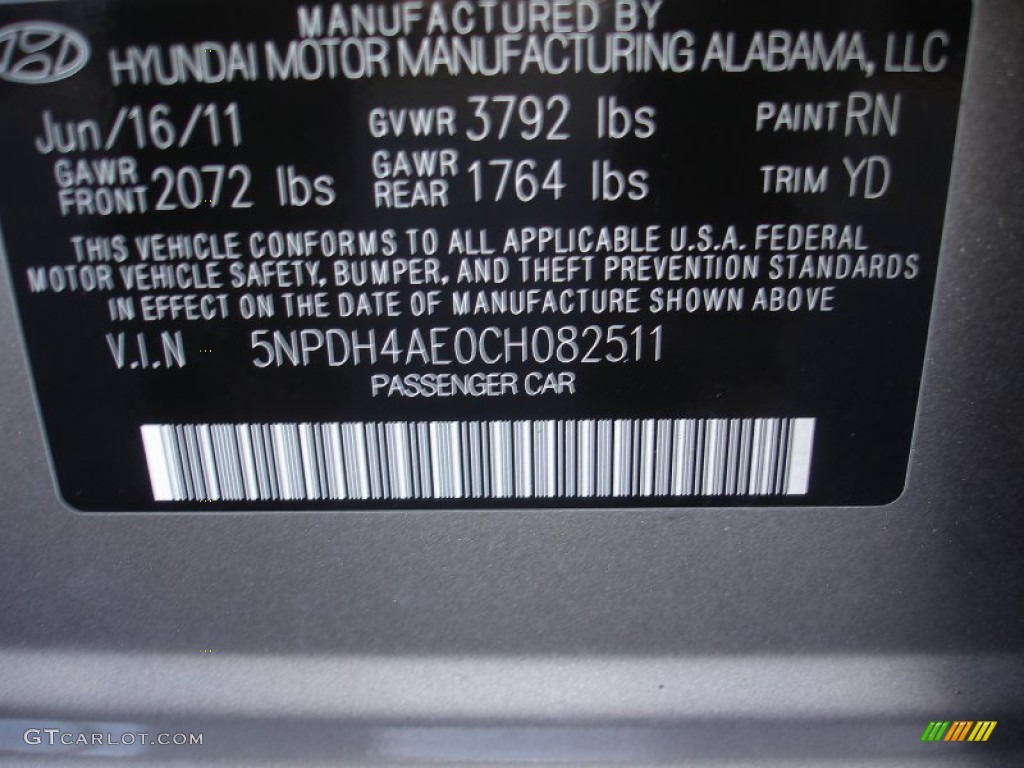 MANUFACTURED BY
HYUNDAI MOTOR MANUFACTURING ALABAMA, LLC
Jun/16/11 GVWR 3792 lbs PAINT RN
GAWR FRONT 2072 lbs GAWR REAR 1764 lbs TRIM YD
THIS VEHICLE CONFORMS TO ALL APPLICABLE U.S.A. FEDERAL
MOTOR VEHICLE SAFETY, BUMPER, AND THEFT PREVENTION STANDARDS
IN EFFECT ON THE DATE OF MANUFACTURE SHOWN ABOVE
V.I.N 5NPDH4AE0CH082511
PASSENGER CAR
GTCARLOT.COM